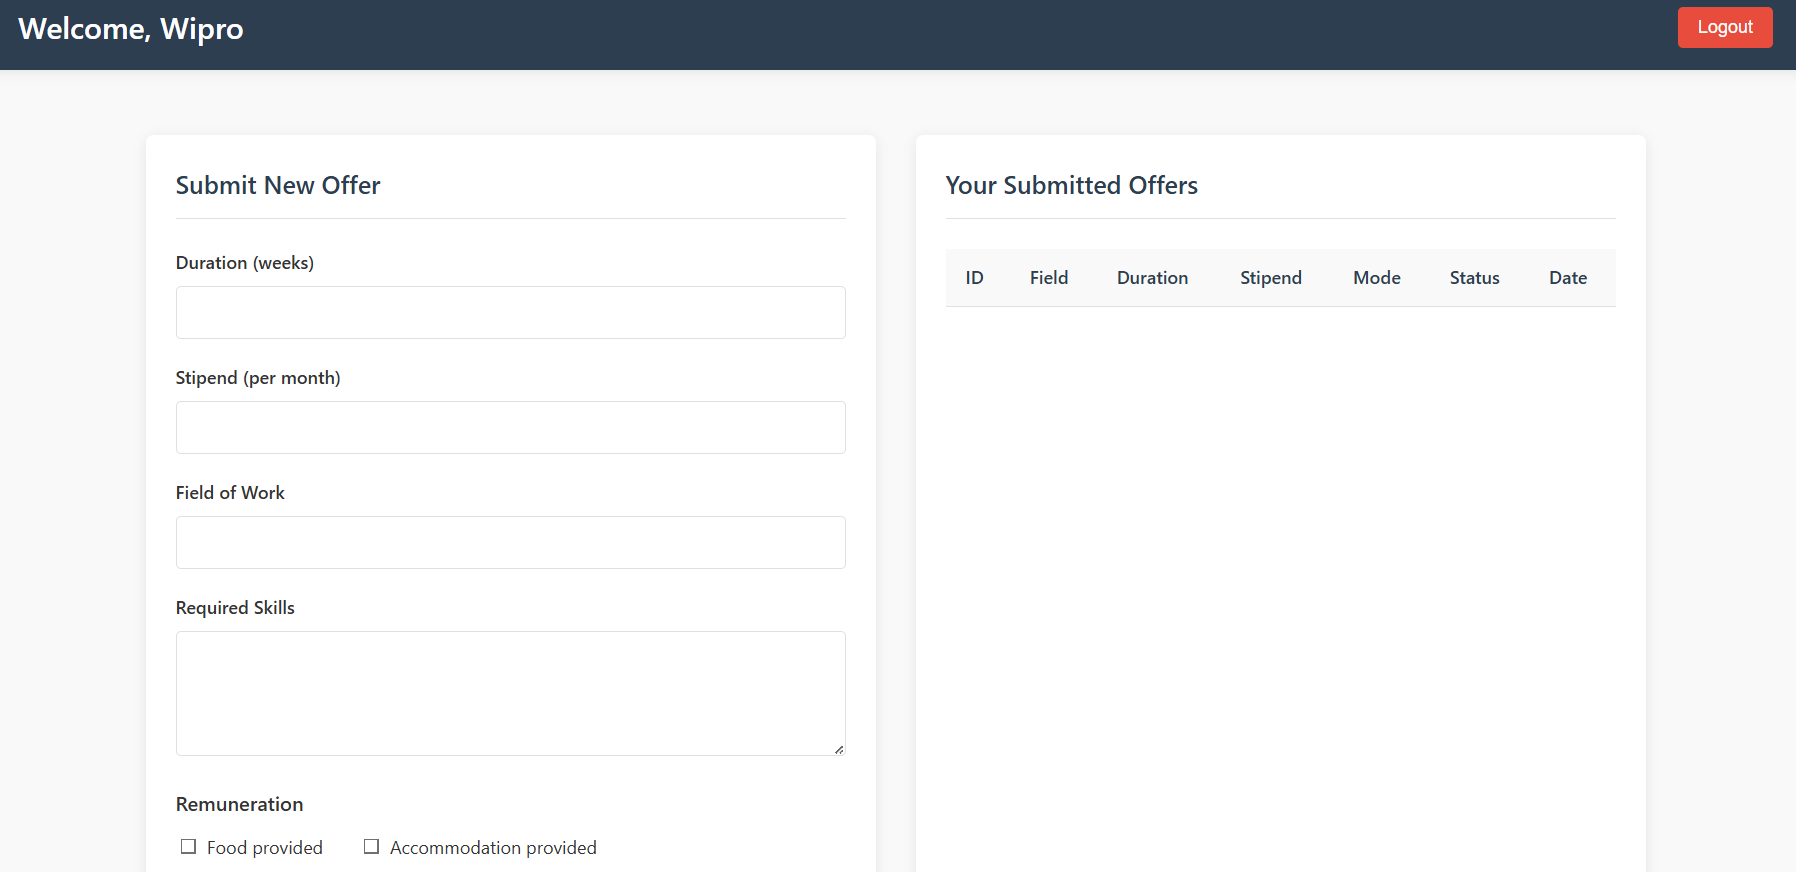 Welcome, Wipro
Logout
Submit New Offer
Duration (weeks)
Stipend (per month)
Field of Work
Required Skills
Remuneration
Food provided Accommodation provided
Your Submitted Offers
ID Field Duration Stipend Mode Status Date